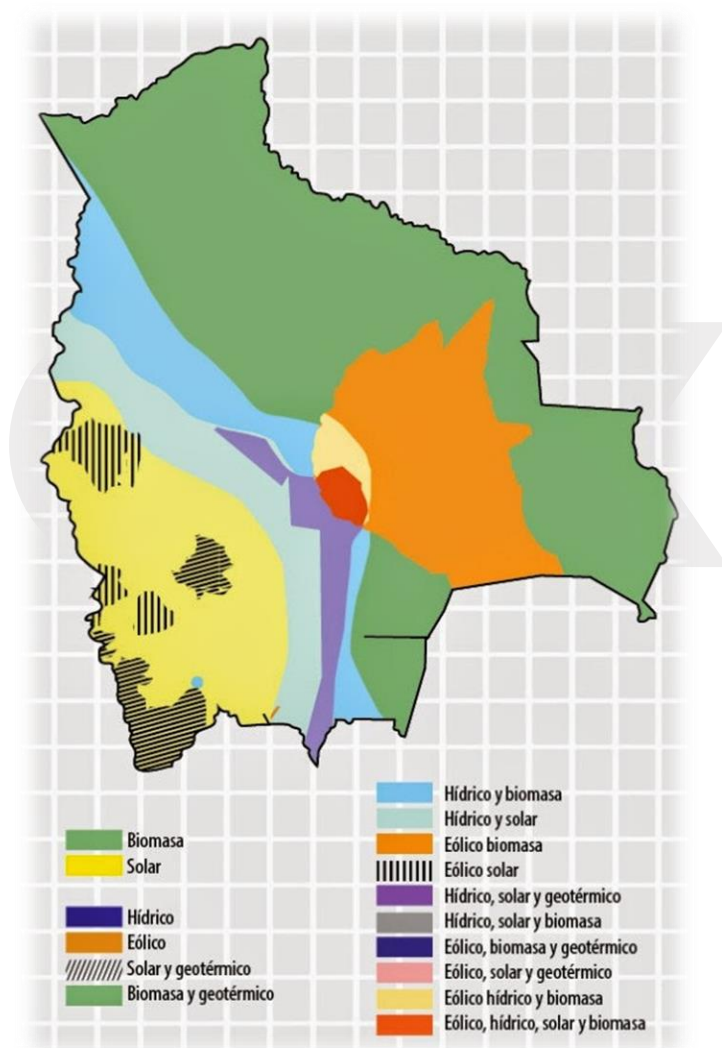 Biomasa
Solar
Hídrico
Eólico
Solar y geotérmico
Biomasa y geotérmico
Hídrico y biomasa
Hídrico y solar
Eólico biomasa
Eólico solar
Hídrico, solar y geotérmico
Hídrico, solar y biomasa
Eólico, biomasa y geotérmico
Eólico, solar y geotérmico
Eólico hídrico y biomasa
Eólico, hídrico, solar y biomasa